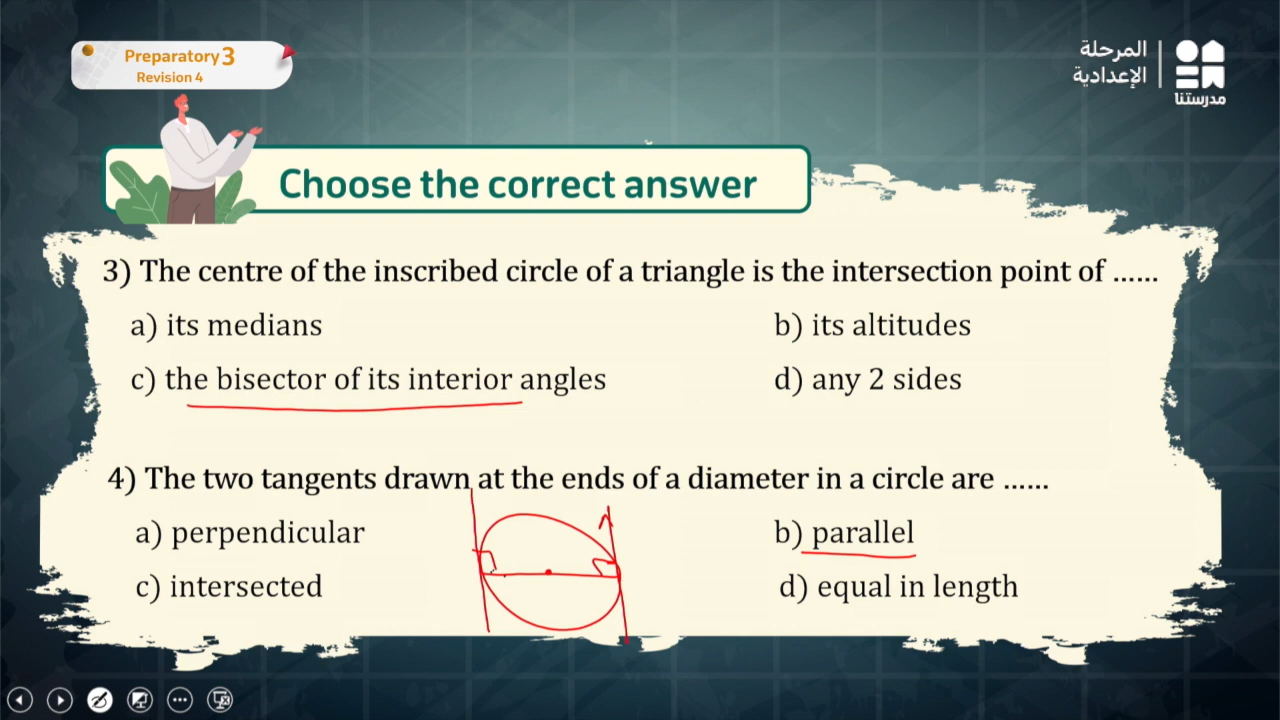 Preparatory 3
Revision 4
المرحلة
الإعدادية
مدرستنا
Choose the correct answer
3) The centre of the inscribed circle of a triangle is the intersection point of ......
a) its medians
b) its altitudes
c) the bisector of its interior angles
d) any 2 sides
4) The two tangents drawn at the ends of a diameter in a circle are ......
a) perpendicular
b) parallel
c) intersected
d) equal in length